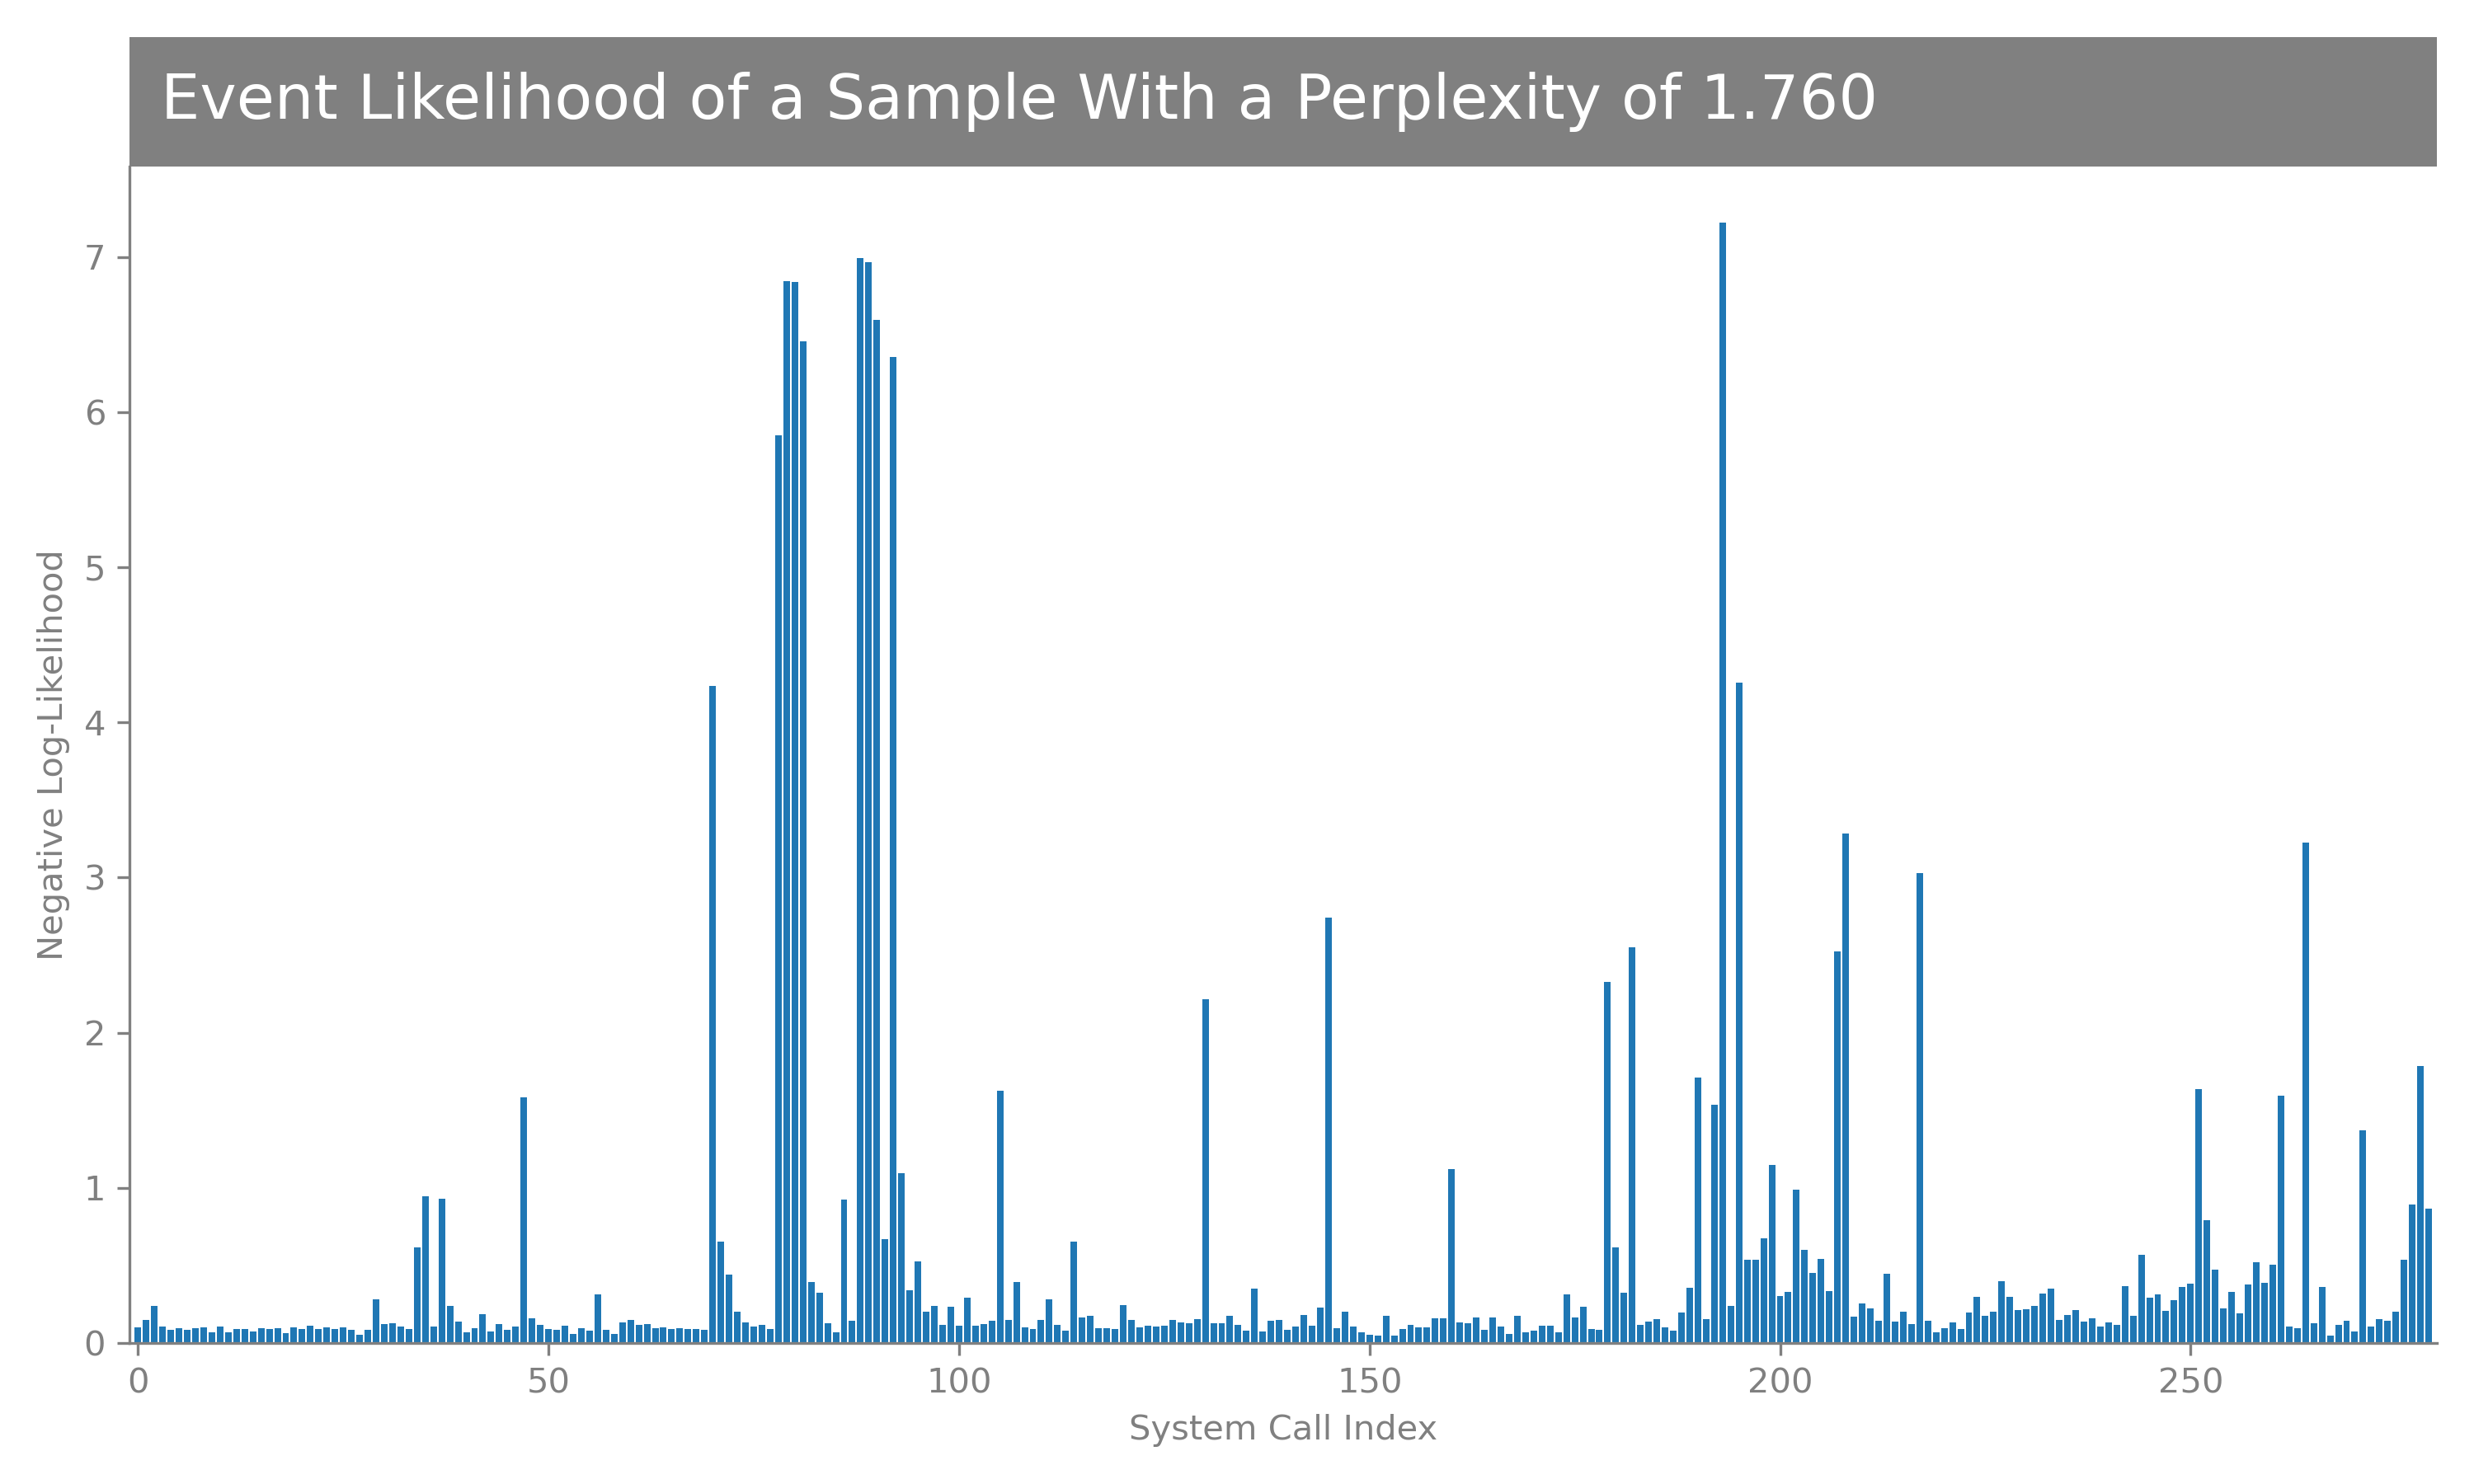 Event Likelihood of a Sample With a Perplexity of 1.760
7
6
5
4
3
2
1
0
Negative Log-Likelihood
0 50 100 150 200 250
System Call Index